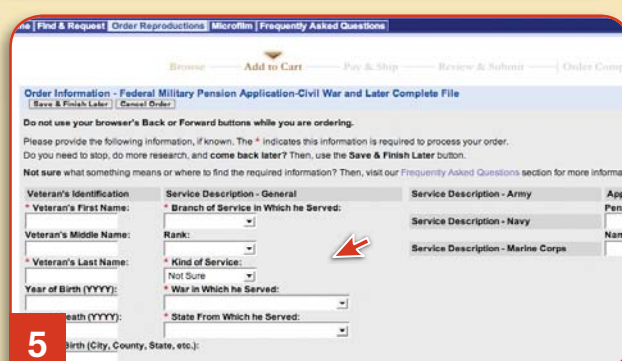 ne | Find & Request Order Reproductions | Microfilm | Frequently Asked Questions
Browse Add to Cart Pay & Ship Review & Submit Order Comp
Order Information - Federal Military Pension Application-Civil War and Later Complete File
Save & Finish Later Cancel Order
Do not use your browser's Back or Forward buttons while you are ordering.
Please provide the following information, if known. The * indicates this information is required to process your order.
Do you need to stop, do more research, and come back later? Then, use the Save & Finish Later button.
Not sure what something means or where to find the required information? Then, visit our Frequently Asked Questions section for more informa
Veteran's Identification Service Description - General Service Description - Army App
* Veteran's First Name: * Branch of Service in Which he Served: Pen
Service Description - Navy
Veteran's Middle Name: Rank: Nam
Service Description - Marine Corps
* Veteran's Last Name: * Kind of Service:
Not Sure
Year of Birth (YYYY): * War in Which he Served:
eath (YYYY): * State From Which he Served:
Birth (City, County, State, etc.):
5